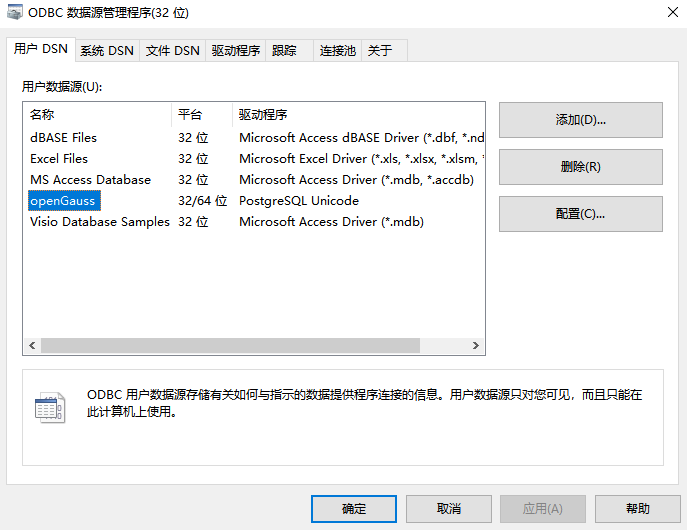 ODBC 数据源管理程序(32 位)
用户 DSN 系统 DSN 文件 DSN 驱动程序 跟踪 连接池 关于
用户数据源(U):
名称 平台 驱动程序
dBASE Files 32 位 Microsoft Access dBASE Driver (*.dbf, *.nd
Excel Files 32 位 Microsoft Excel Driver (*.xls, *.xlsx, *.xlsm, *
MS Access Database 32 位 Microsoft Access Driver (*.mdb, *.accdb)
openGauss 32/64 位 PostgreSQL Unicode
Visio Database Samples 32 位 Microsoft Access Driver (*.mdb)
添加(D)...
删除(R)
配置(C)...
ODBC 用户数据源存储有关如何与指示的数据提供程序连接的信息。用户数据源只对您可见，而且只能在
此计算机上使用。
确定 取消 应用(A) 帮助